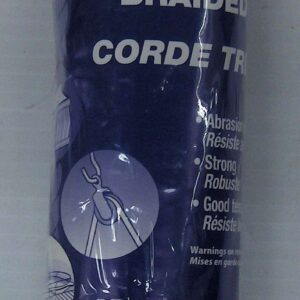 BRAIDED
CORDE TR
• Abrasion
Résiste
• Strong
Robuste
• Good
Résiste
Warnings on
Mises en garde